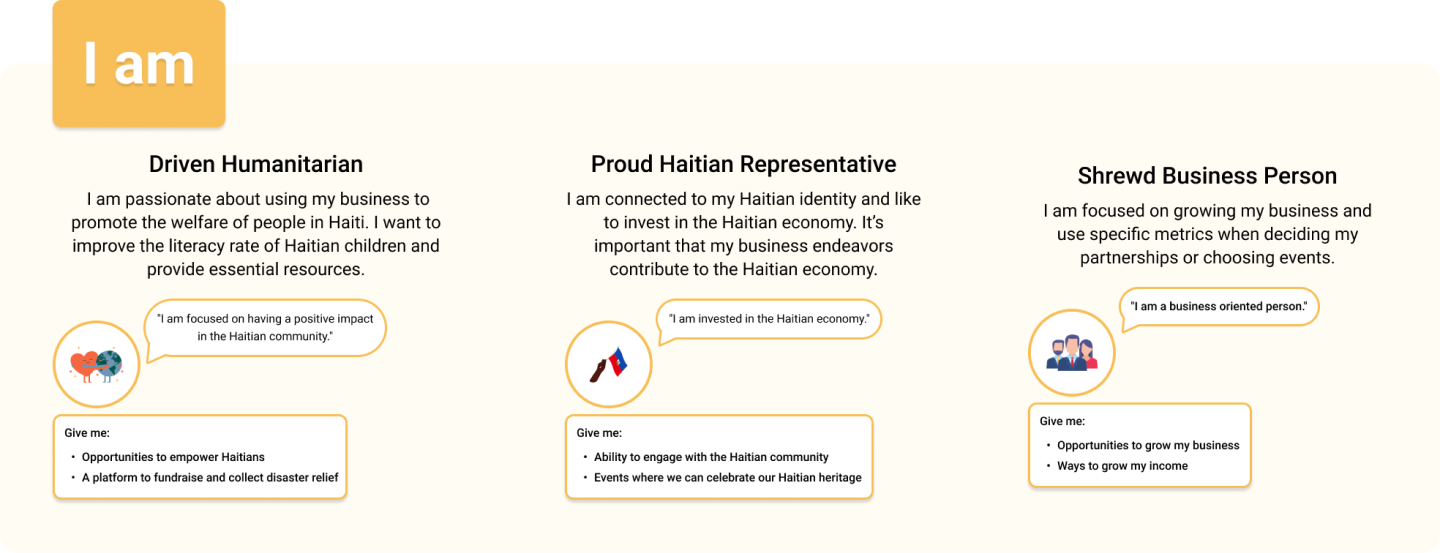 I am
Driven Humanitarian
I am passionate about using my business to
promote the welfare of people in Haiti. I want to
improve the literacy rate of Haitian children and
provide essential resources.
"I am focused on having a positive impact
in the Haitian community."
Give me:
• Opportunities to empower Haitians
• A platform to fundraise and collect disaster relief
Proud Haitian Representative
I am connected to my Haitian identity and like
to invest in the Haitian economy. It’s
important that my business endeavors
contribute to the Haitian economy.
"I am invested in the Haitian economy."
Give me:
• Ability to engage with the Haitian community
• Events where we can celebrate our Haitian heritage
Shrewd Business Person
I am focused on growing my business and
use specific metrics when deciding my
partnerships or choosing events.
"I am a business oriented person."
Give me:
• Opportunities to grow my business
• Ways to grow my income